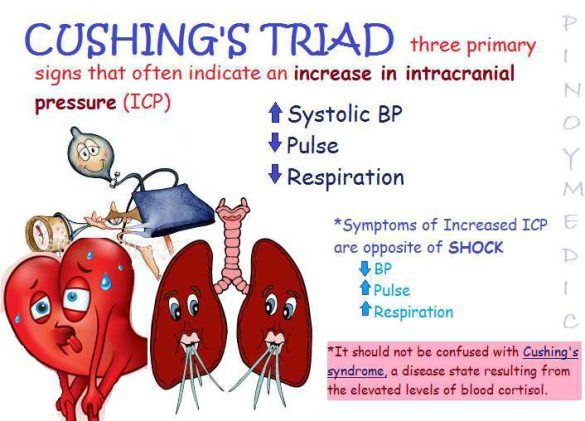 CUSHING'S TRIAD three primary
signs that often indicate an increase in intracranial
pressure (ICP)
⬆ Systolic BP
⬇ Pulse
⬇ Respiration
*Symptoms of Increased ICP
are opposite of SHOCK
⬇ BP
⬆ Pulse
⬆ Respiration
*It should not be confused with Cushing's
syndrome, a disease state resulting from
the elevated levels of blood cortisol.
PINOYMEDIC